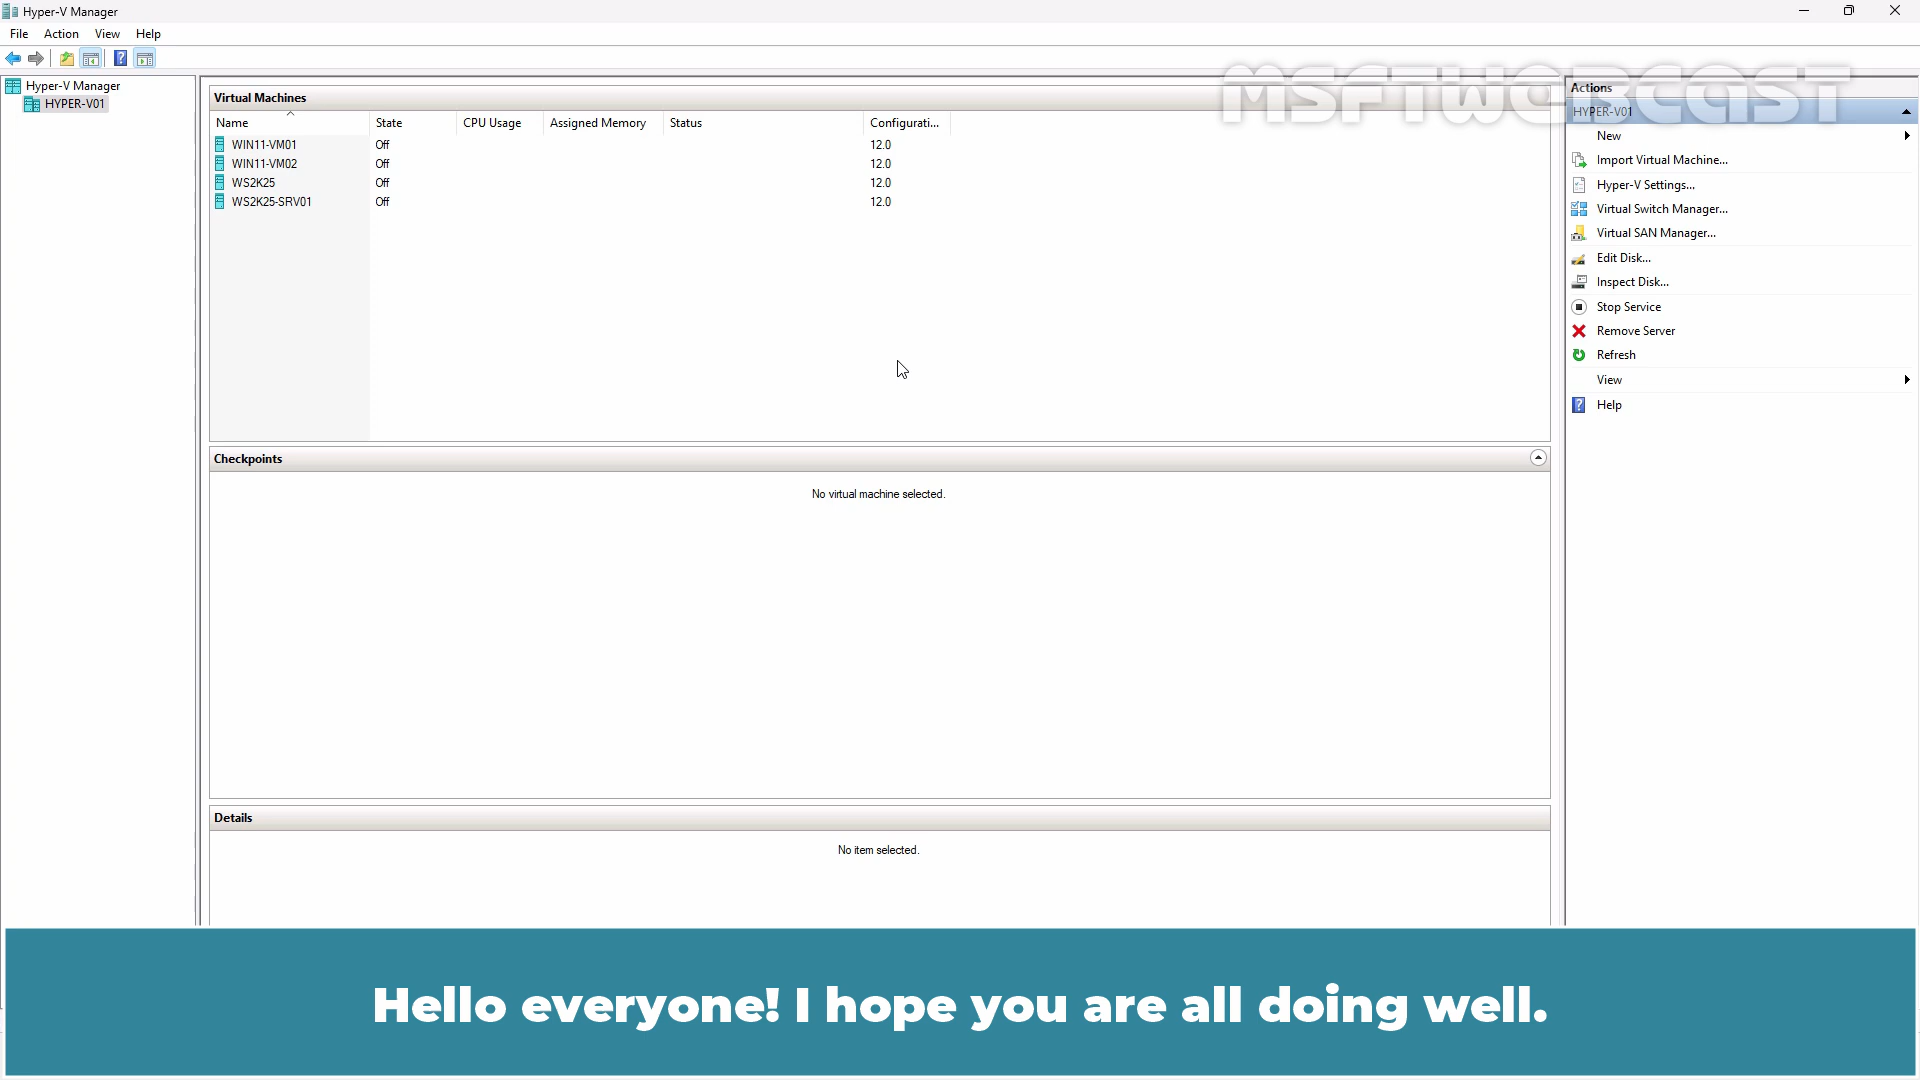 Hyper-V Manager
File Action View Help
Hyper-V Manager
HYPER-V01
Virtual Machines
Name State CPU Usage Assigned Memory Status Configurati...
WIN11-VM01 Off 12.0
WIN11-VM02 Off 12.0
WS2K25 Off 12.0
WS2K25-SRV01 Off 12.0
Checkpoints
No virtual machine selected.
Details
No item selected.
MSFTWEBCAST
Actions
HYPER-V01
New
Import Virtual Machine...
Hyper-V Settings...
Virtual Switch Manager...
Virtual SAN Manager...
Edit Disk...
Inspect Disk...
Stop Service
Remove Server
Refresh
View
Help
Hello everyone! I hope you are all doing well.